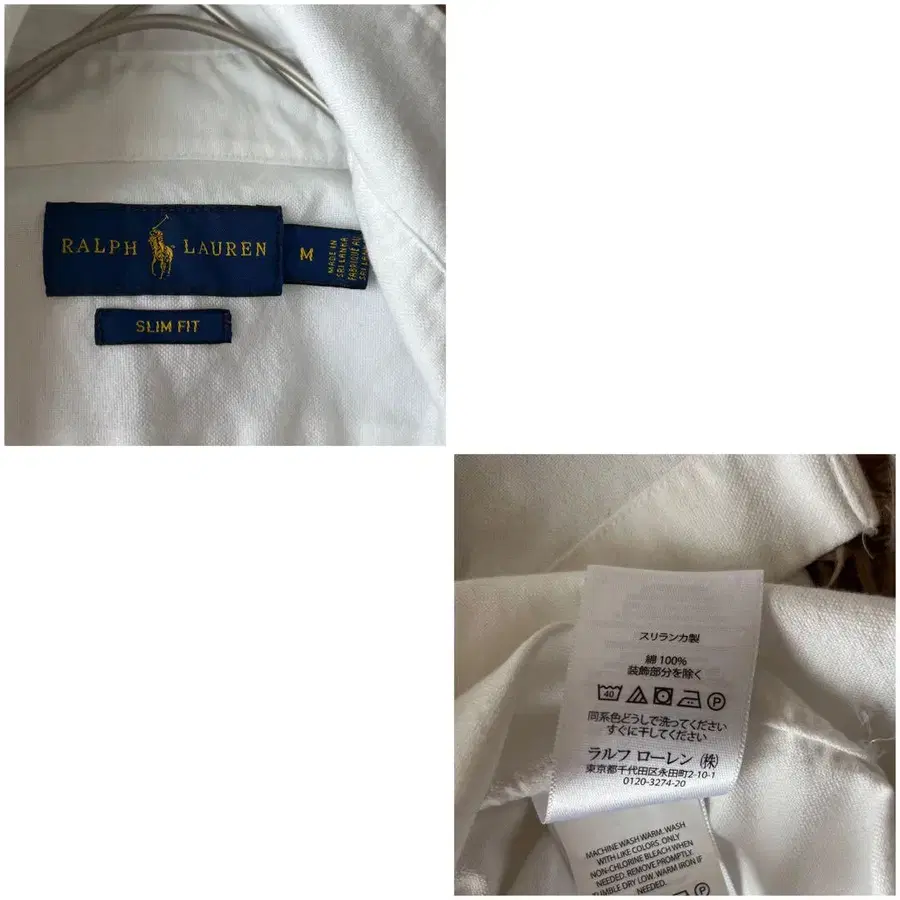 RALPH LAUREN
M
MADE IN
SRI LANKA
FABRIQUE AU
SLIM FIT
スリランカ製
綿 100%
装飾部分を除く
40 P
同系色どうしで洗ってください
すぐに干してください
ラルフ ローレン (株)
東京都千代田区永田町2-10-1
0120-3274-20
MACHINE WASH WARM. WASH
WITH LIKE COLORS. ONLY
NON-CHLORINE BLEACH WHEN
NEEDED. REMOVE PROMPTLY.
TUMBLE DRY LOW. WARM IRON IF
NEEDED.
P